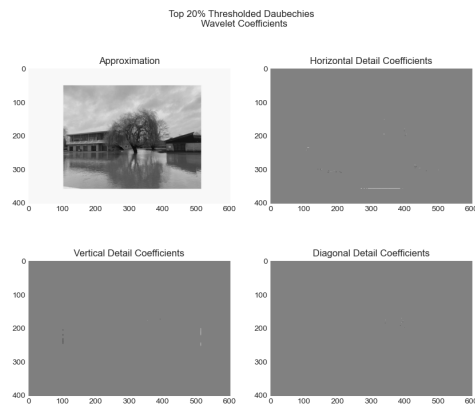 Top 20% Thresholded Daubechies
Wavelet Coefficients
Approximation
0
100
200
300
400
0 100 200 300 400 500 600
Horizontal Detail Coefficients
0
100
200
300
400
0 100 200 300 400 500 600
Vertical Detail Coefficients
0
100
200
300
400
0 100 200 300 400 500 600
Diagonal Detail Coefficients
0
100
200
300
400
0 100 200 300 400 500 600